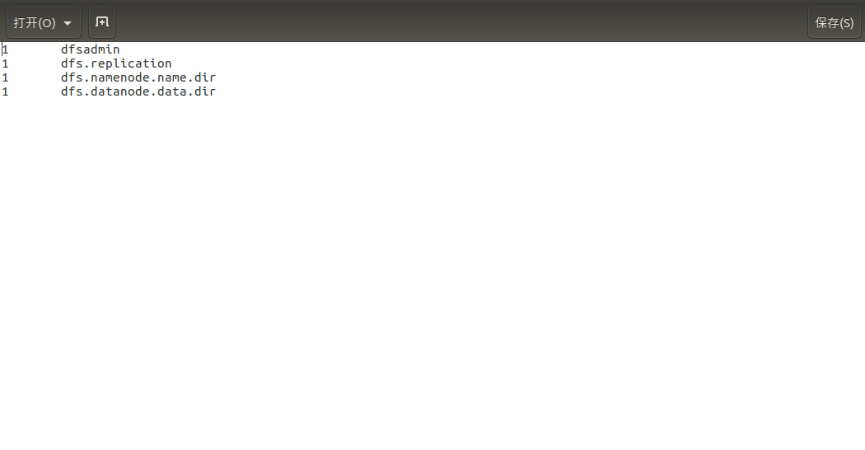 打开(O)
保存(S)
1 dfsadmin
1 dfs.replication
1 dfs.namenode.name.dir
1 dfs.datanode.data.dir